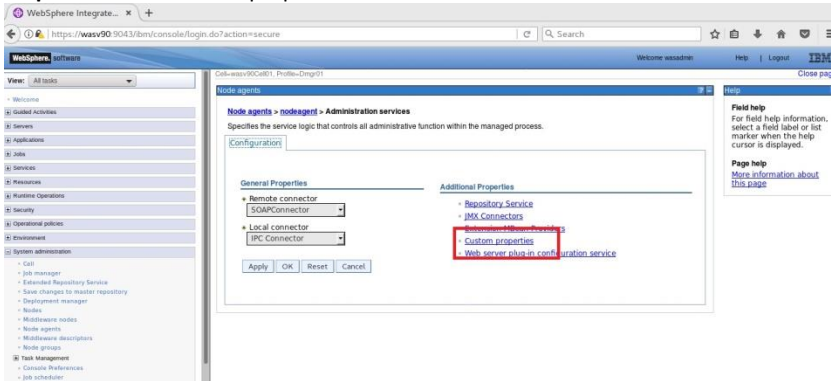 WebSphere Integrate... × +
https://wasv90:9043/ibm/console/login.do?action=secure
Search
WebSphere. software
Welcome wasadmin
Help | Logout
IBM
View: All tasks
Cell=wasv90Cell01, Profile=Dmgr01
Close pag
Welcome
Guided Activities
Servers
Applications
Jobs
Services
Resources
Runtime Operations
Security
Operational policies
Environment
System administration
Cell
Job manager
Extended Repository Service
Save changes to master repository
Deployment manager
Nodes
Middleware nodes
Node agents
Middleware descriptors
Node groups
Task Management
Console Preferences
Job scheduler
Node agents
Node agents > nodeagent > Administration services
Specifies the service logic that controls all administrative function within the managed process.
Configuration
General Properties
Remote connector
SOAPConnector
Local connector
IPC Connector
Apply OK Reset Cancel
Additional Properties
Repository Service
JMX Connectors
Extension MBean Providers
Custom properties
Web server plug-in configuration service
Help
Field help
For field help information,
select a field label or list
marker when the help
cursor is displayed.
Page help
More information about
this page